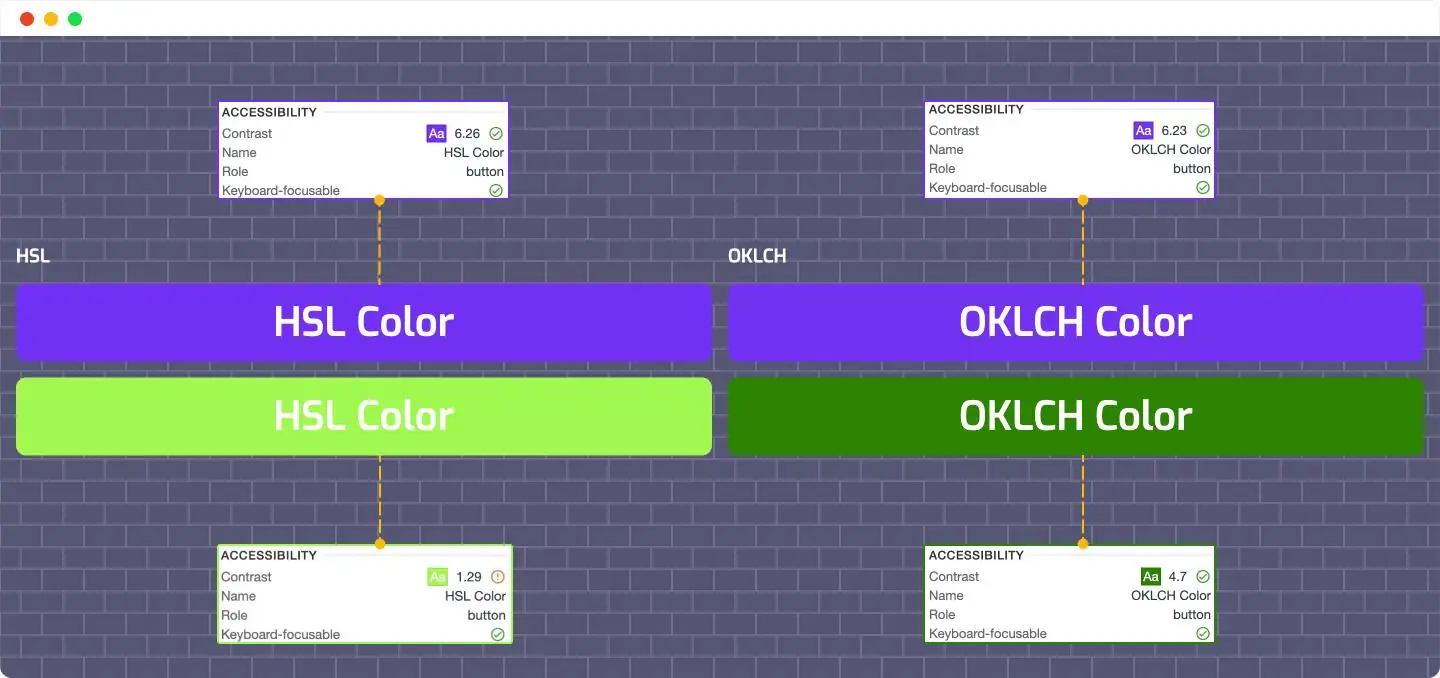 ACCESSIBILITY
Contrast Aa 6.26
Name HSL Color
Role button
Keyboard-focusable
ACCESSIBILITY
Contrast Aa 6.23
Name OKLCH Color
Role button
Keyboard-focusable
HSL
HSL Color
HSL Color
OKLCH
OKLCH Color
OKLCH Color
ACCESSIBILITY
Contrast Aa 1.29
Name HSL Color
Role button
Keyboard-focusable
ACCESSIBILITY
Contrast Aa 4.7
Name OKLCH Color
Role button
Keyboard-focusable